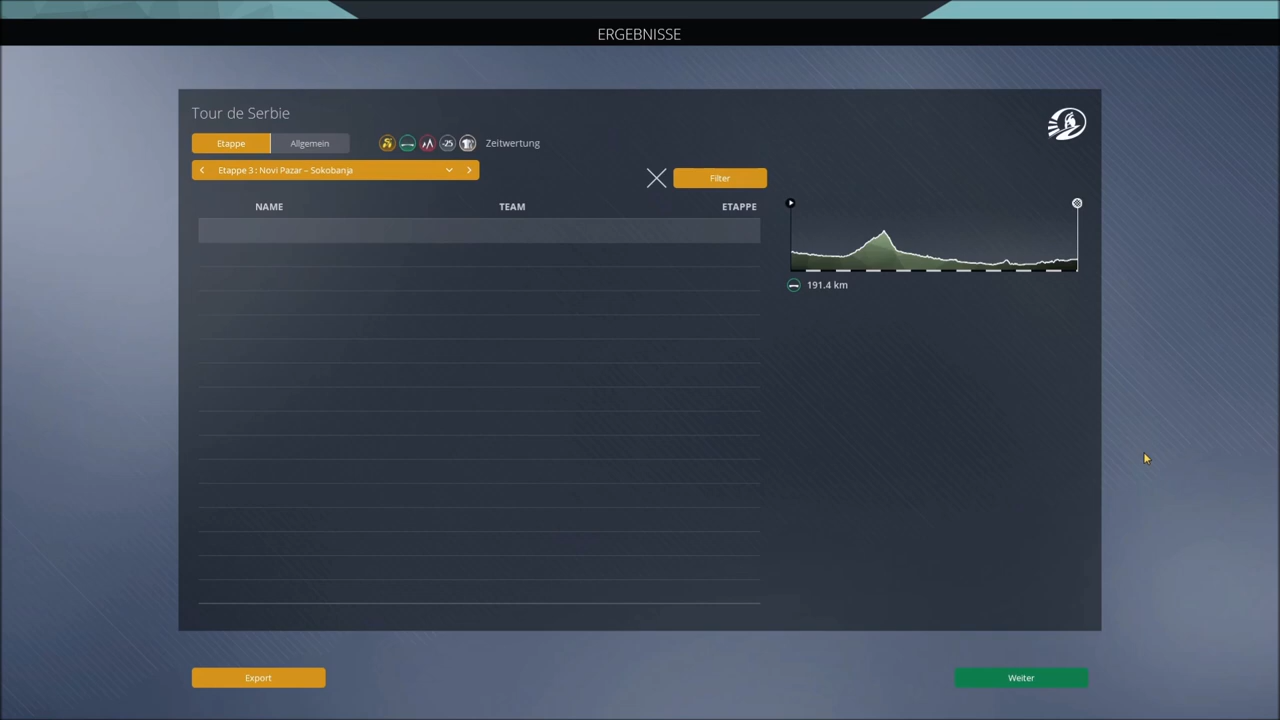 ERGEBNISSE
Tour de Serbie
Etappe Allgemein -25 Zeitwertung
Etappe 3 : Novi Pazar – Sokobanja
Filter
NAME TEAM ETAPPE
191.4 km
Export Weiter